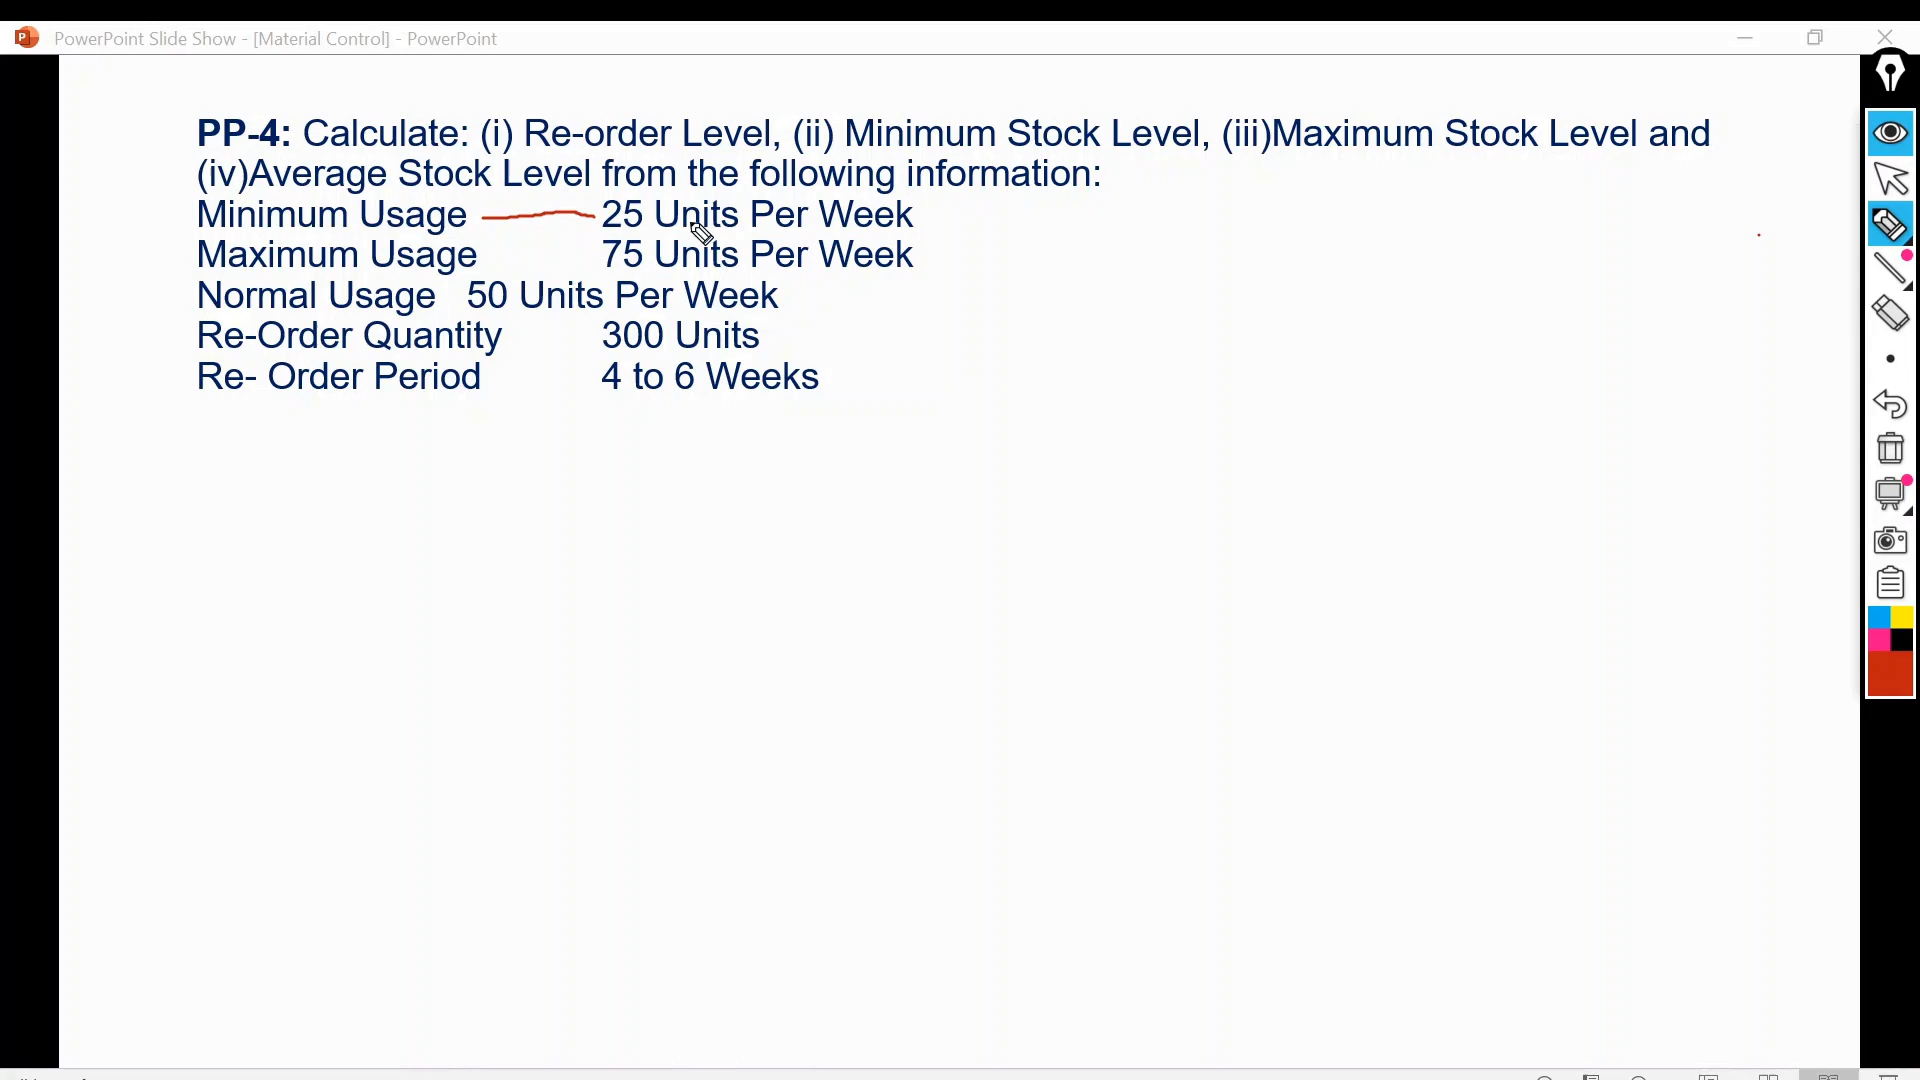 PowerPoint Slide Show - [Material Control] - PowerPoint
PP-4: Calculate: (i) Re-order Level, (ii) Minimum Stock Level, (iii)Maximum Stock Level and
(iv)Average Stock Level from the following information:
Minimum Usage 25 Units Per Week
Maximum Usage 75 Units Per Week
Normal Usage 50 Units Per Week
Re-Order Quantity 300 Units
Re- Order Period 4 to 6 Weeks